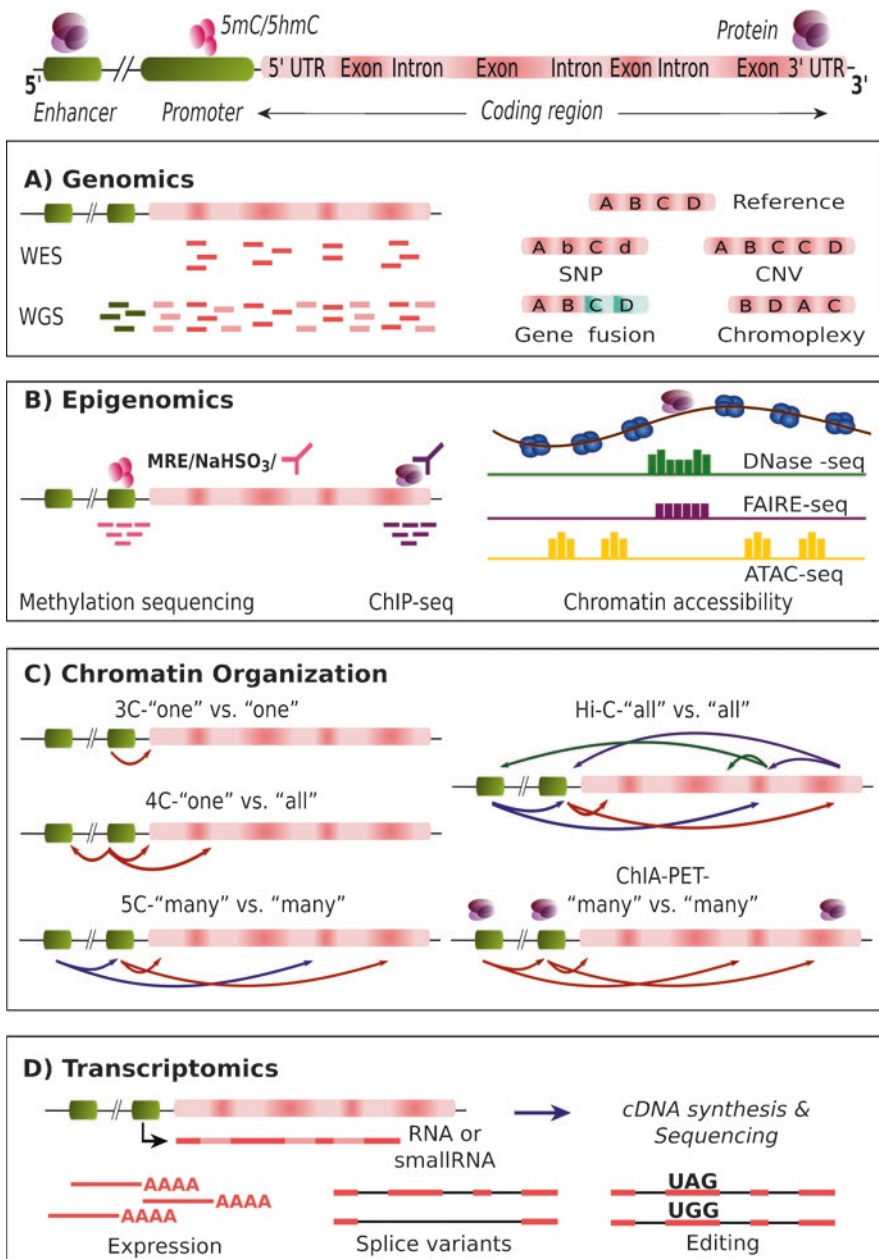 5mC/5hmC
Protein
5' UTR Exon Intron Exon Intron Exon Intron Exon 3' UTR
5'
3'
Enhancer Promoter Coding region
A) Genomics
A B C D Reference
WES
A b C d
A B C C D
SNP
CNV
WGS
A B C D
B D A C
Gene fusion
Chromoplexy
B) Epigenomics
MRE/NaHSO₃/
DNase -seq
FAIRE-seq
ATAC-seq
Methylation sequencing
ChIP-seq
Chromatin accessibility
C) Chromatin Organization
3C-“one” vs. “one”
Hi-C-“all” vs. “all”
4C-“one” vs. “all”
ChIA-PET-
“many” vs. “many”
5C-“many” vs. “many”
D) Transcriptomics
RNA or
smallRNA
cDNA synthesis &
Sequencing
AAAA
AAAA
AAAA
UAG
UGG
Expression
Splice variants
Editing